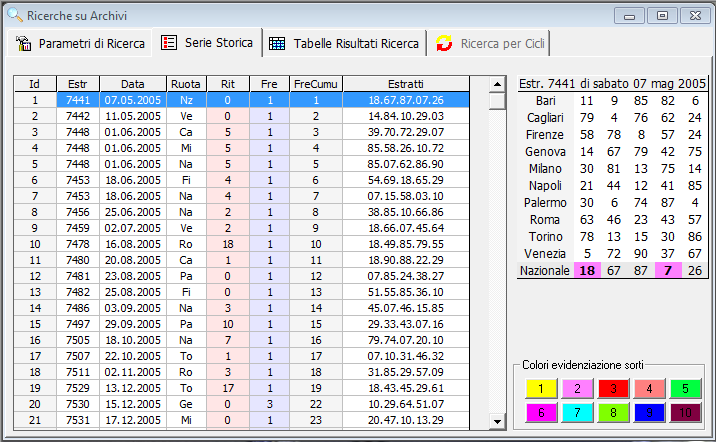 Ricerche su Archivi
Parametri di Ricerca Serie Storica Tabelle Risultati Ricerca Ricerca per Cicli
Id Estr Data Ruota Rit Fre FreCumu Estratti
1 7441 07.05.2005 Nz 0 1 1 18.67.87.07.26
2 7442 11.05.2005 Ve 0 1 2 14.84.10.29.03
3 7448 01.06.2005 Ca 5 1 3 39.70.72.29.07
4 7448 01.06.2005 Mi 5 1 4 85.58.26.10.72
5 7448 01.06.2005 Na 5 1 5 85.07.62.86.90
6 7453 18.06.2005 Fi 4 1 6 54.69.18.65.29
7 7453 18.06.2005 Na 4 1 7 07.15.58.03.10
8 7456 25.06.2005 Na 2 1 8 38.85.10.66.86
9 7459 02.07.2005 Ve 2 1 9 18.66.07.45.64
10 7478 16.08.2005 Ro 18 1 10 18.49.85.79.55
11 7480 20.08.2005 Ca 1 1 11 18.90.88.22.29
12 7481 23.08.2005 Pa 0 1 12 07.85.24.38.27
13 7482 25.08.2005 Fi 0 1 13 51.55.85.36.10
14 7486 03.09.2005 Na 3 1 14 45.07.46.15.85
15 7497 29.09.2005 Pa 10 1 15 29.33.43.07.16
16 7505 18.10.2005 Na 7 1 16 79.74.07.20.10
17 7507 22.10.2005 To 1 1 17 07.10.31.46.32
18 7511 02.11.2005 Ro 3 1 18 31.85.29.57.09
19 7529 13.12.2005 To 17 1 19 18.43.45.29.61
20 7530 15.12.2005 Ge 0 3 22 10.29.64.51.07
21 7531 17.12.2005 Mi 0 1 23 20.47.10.13.29
Estr. 7441 di sabato 07 mag 2005
Bari 11 9 85 82 6
Cagliari 79 4 76 62 24
Firenze 58 78 8 57 24
Genova 14 67 79 42 75
Milano 30 81 13 75 14
Napoli 21 44 12 41 85
Palermo 30 6 74 87 4
Roma 63 46 23 43 57
Torino 78 13 15 30 86
Venezia 5 72 90 37 67
Nazionale 18 67 87 7 26
Colori evidenziazione sorti
1 2 3 4 5
6 7 8 9 10